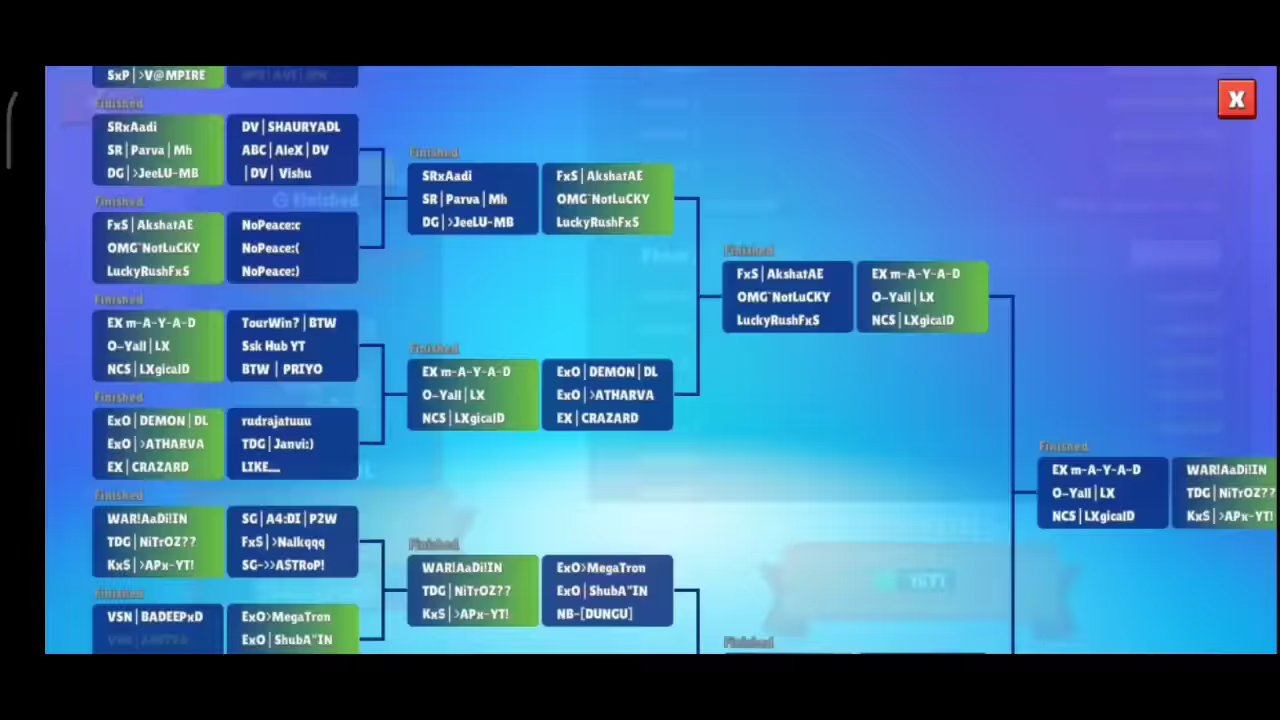 SxP | >V@MPIRE
Finished
SRxAadi
SR | Parva | Mh
DG | >JeeLU-MB
DV | SHAURYADL
ABC | AleX | DV
| DV | Vishu
Finished
FxS | AkshatAE
OMG~NotLuCKY
LuckyRushFxS
NoPeace:c
NoPeace:(
NoPeace:)
Finished
EX m-A-Y-A-D
O-Yall | LX
NCS | LXgicalD
TourWin? | BTW
Ssk Hub YT
BTW | PRIYO
Finished
ExO | DEMON | DL
ExO | >ATHARVA
EX | CRAZARD
rudrajatuuu
TDG | Janvi:)
LIKE....
Finished
WAR!AaDi!IN
TDG | NiTrOZ??
KxS | >APx-YT!
SG | A4:DI | P2W
FxS | >Nalkqqq
SG->>A$TRoP!
Finished
VSN | BADEEPxD
ExO>MegaTron
ExO | ShubA"IN
Finished
Finished
SRxAadi
SR | Parva | Mh
DG | >JeeLU-MB
FxS | AkshatAE
OMG~NotLuCKY
LuckyRushFxS
Finished
EX m-A-Y-A-D
O-Yall | LX
NCS | LXgicalD
ExO | DEMON | DL
ExO | >ATHARVA
EX | CRAZARD
Finished
WAR!AaDi!IN
TDG | NiTrOZ??
KxS | >APx-YT!
ExO>MegaTron
ExO | ShubA"IN
NB-[DUNGU]
Finished
FxS | AkshatAE
OMG~NotLuCKY
LuckyRushFxS
EX m-A-Y-A-D
O-Yall | LX
NCS | LXgicalD
Finished
Finished
EX m-A-Y-A-D
O-Yall | LX
NCS | LXgicalD
WAR!AaDi!IN
TDG | NiTrOZ??
KxS | >APx-YT!
X